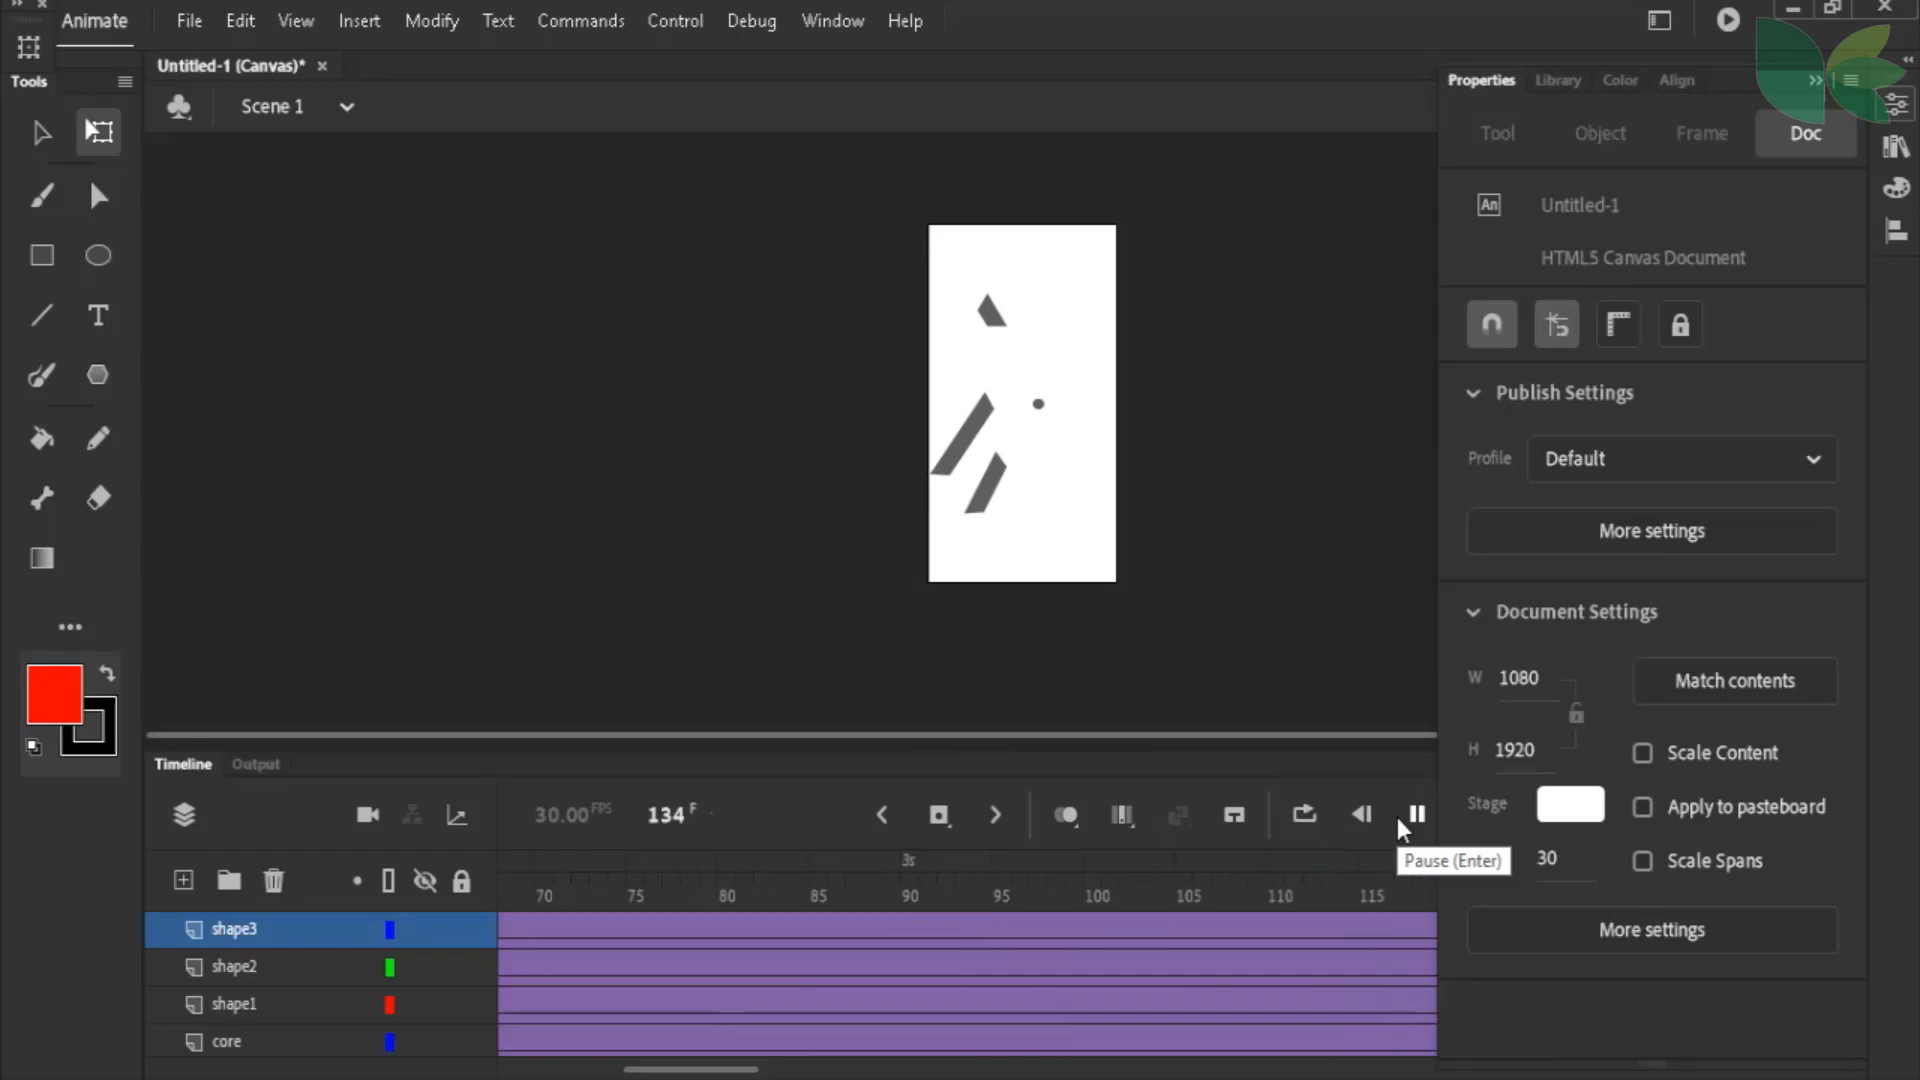 Animate File Edit View Insert Modify Text Commands Control Debug Window Help
Tools
Untitled-1 (Canvas)*
Scene 1
Properties Library Color Align
Tool Object Frame Doc
An Untitled-1
HTML5 Canvas Document
Publish Settings
Profile Default
More settings
Document Settings
W 1080 Match contents
H 1920 Scale Content
Stage Apply to pasteboard
30 Scale Spans
More settings
Timeline Output
30.00 FPS 134 F
Pause (Enter)
3s
70 75 80 85 90 95 100 105 110 115
shape3
shape2
shape1
core